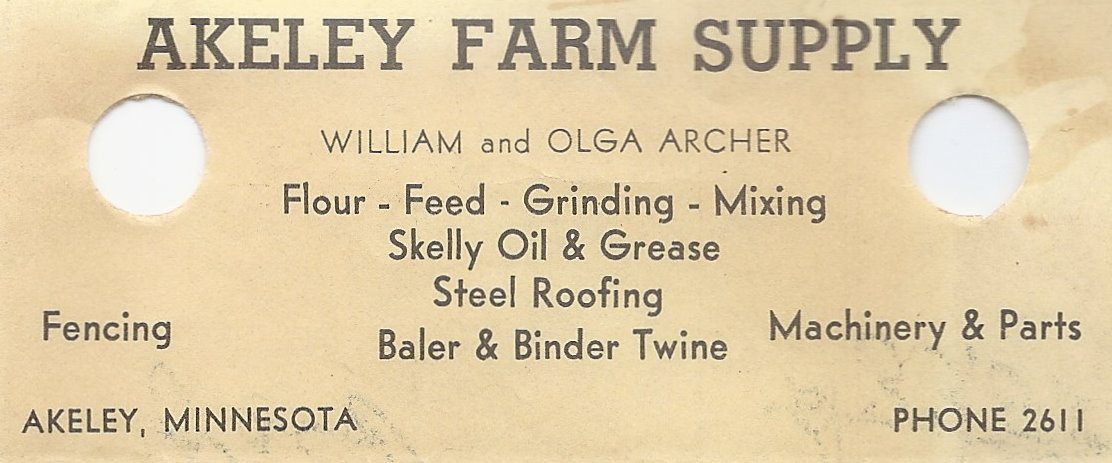 AKELEY FARM SUPPLY
WILLIAM and OLGA ARCHER
Flour - Feed - Grinding - Mixing
Skelly Oil & Grease
Steel Roofing
Fencing
Baler & Binder Twine
Machinery & Parts
AKELEY, MINNESOTA
PHONE 2611